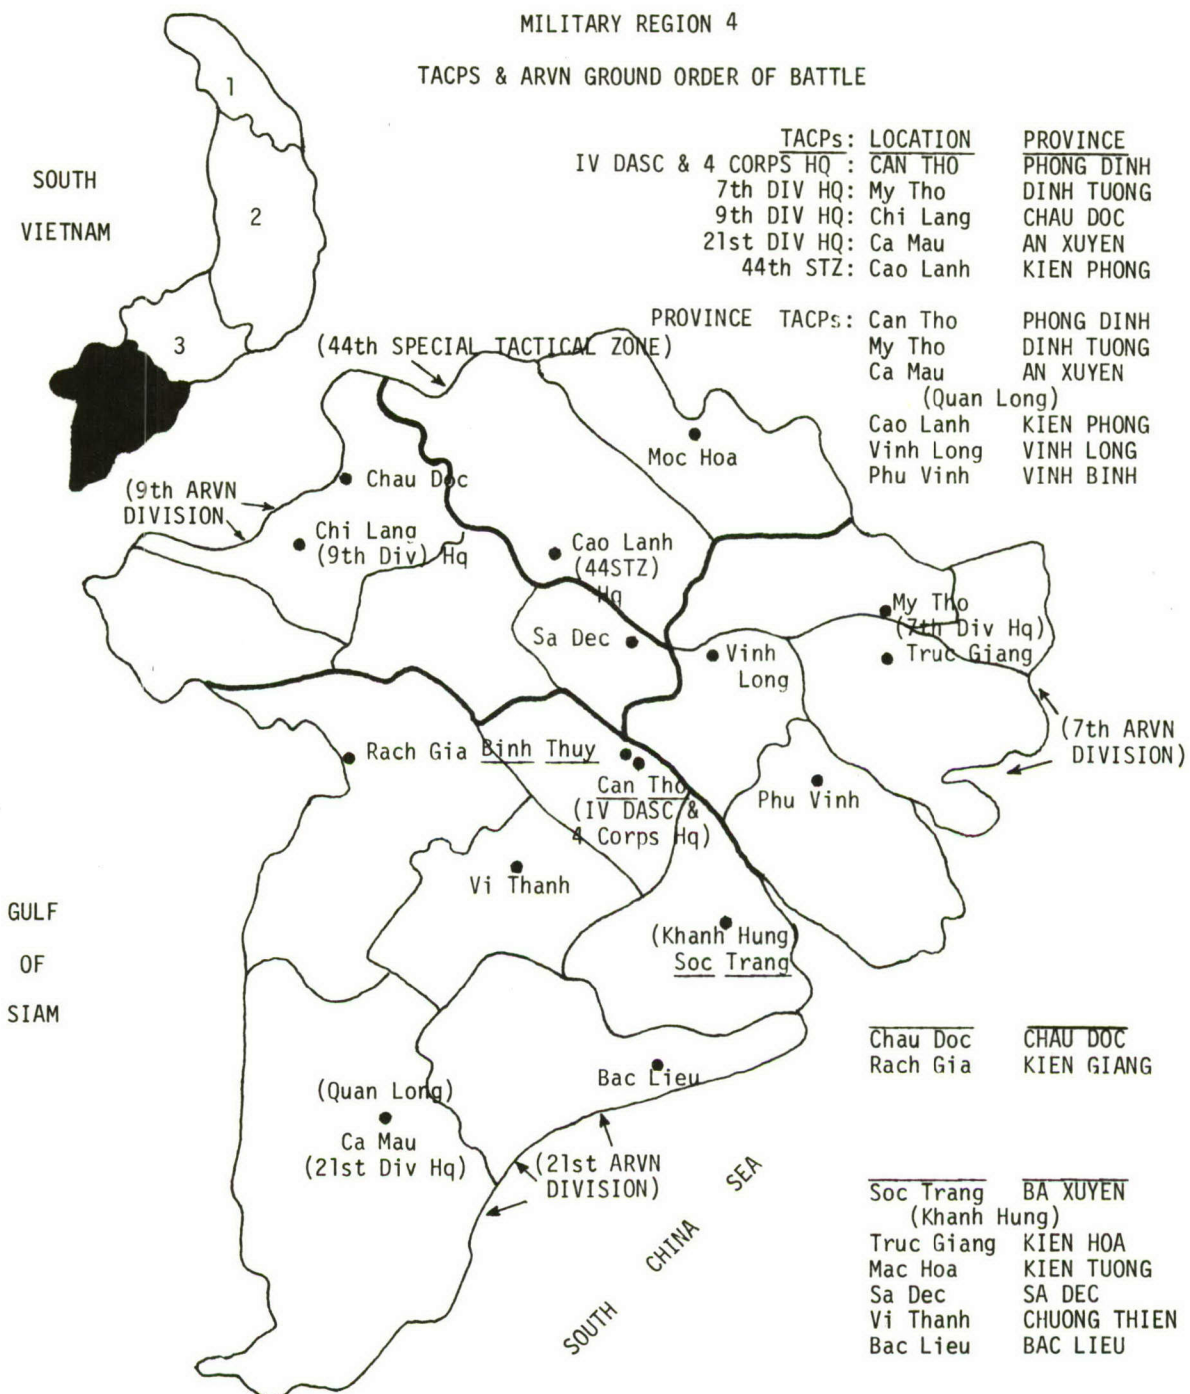 MILITARY REGION 4
TACPS & ARVN GROUND ORDER OF BATTLE
SOUTH
VIETNAM
1
2
3
TACPs: LOCATION PROVINCE
IV DASC & 4 CORPS HQ : CAN THO PHONG DINH
7th DIV HQ: My Tho DINH TUONG
9th DIV HQ: Chi Lang CHAU DOC
21st DIV HQ: Ca Mau AN XUYEN
44th STZ: Cao Lanh KIEN PHONG
PROVINCE TACPs: Can Tho PHONG DINH
My Tho DINH TUONG
Ca Mau AN XUYEN
(Quan Long)
Cao Lanh KIEN PHONG
Vinh Long VINH LONG
Phu Vinh VINH BINH
(44th SPECIAL TACTICAL ZONE)
Moc Hoa
Chau Doc
(9th ARVN
DIVISION
Chi Lang
(9th Div) Hq
Cao Lanh
(44STZ)
Hq
My Tho
(7th Div Hq)
Truc Giang
Sa Dec
Vinh
Long
(7th ARVN
DIVISION)
Rach Gia
Binh Thuy
Can Tho
(IV DASC &
4 Corps Hq)
Phu Vinh
Vi Thanh
GULF
OF
SIAM
(Khanh Hung
Soc Trang
Chau Doc CHAU DOC
Rach Gia KIEN GIANG
Bac Lieu
(Quan Long)
Ca Mau
(21st Div Hq)
(21st ARVN
DIVISION)
SOUTH CHINA SEA
Soc Trang BA XUYEN
(Khanh Hung)
Truc Giang KIEN HOA
Mac Hoa KIEN TUONG
Sa Dec SA DEC
Vi Thanh CHUONG THIEN
Bac Lieu BAC LIEU